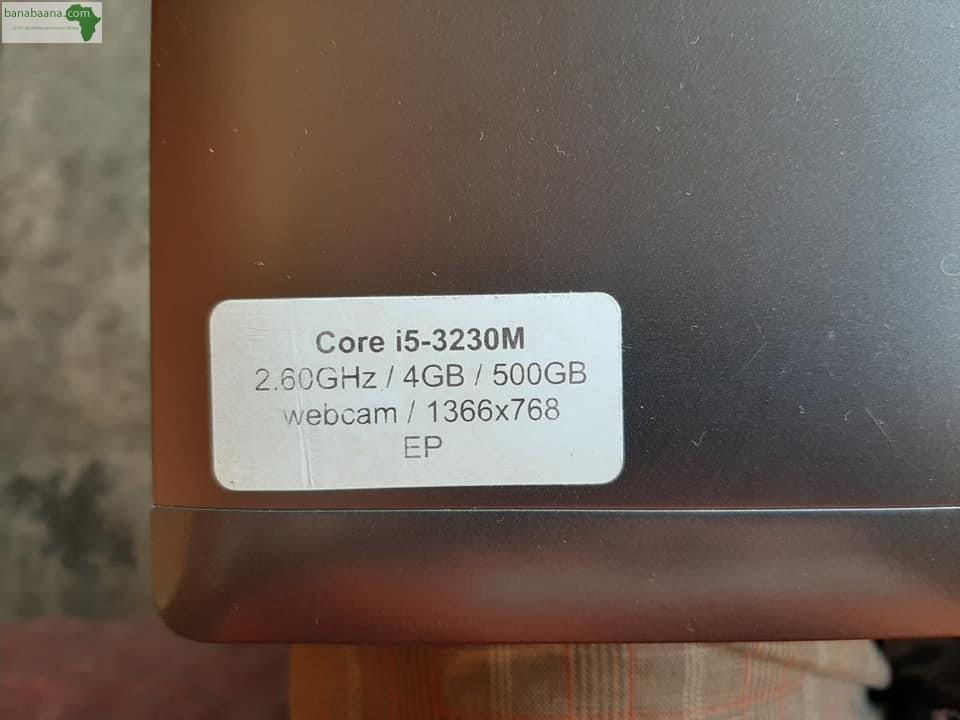 banabaana.com
Core i5-3230M
2.60GHz / 4GB / 500GB
webcam / 1366x768
EP